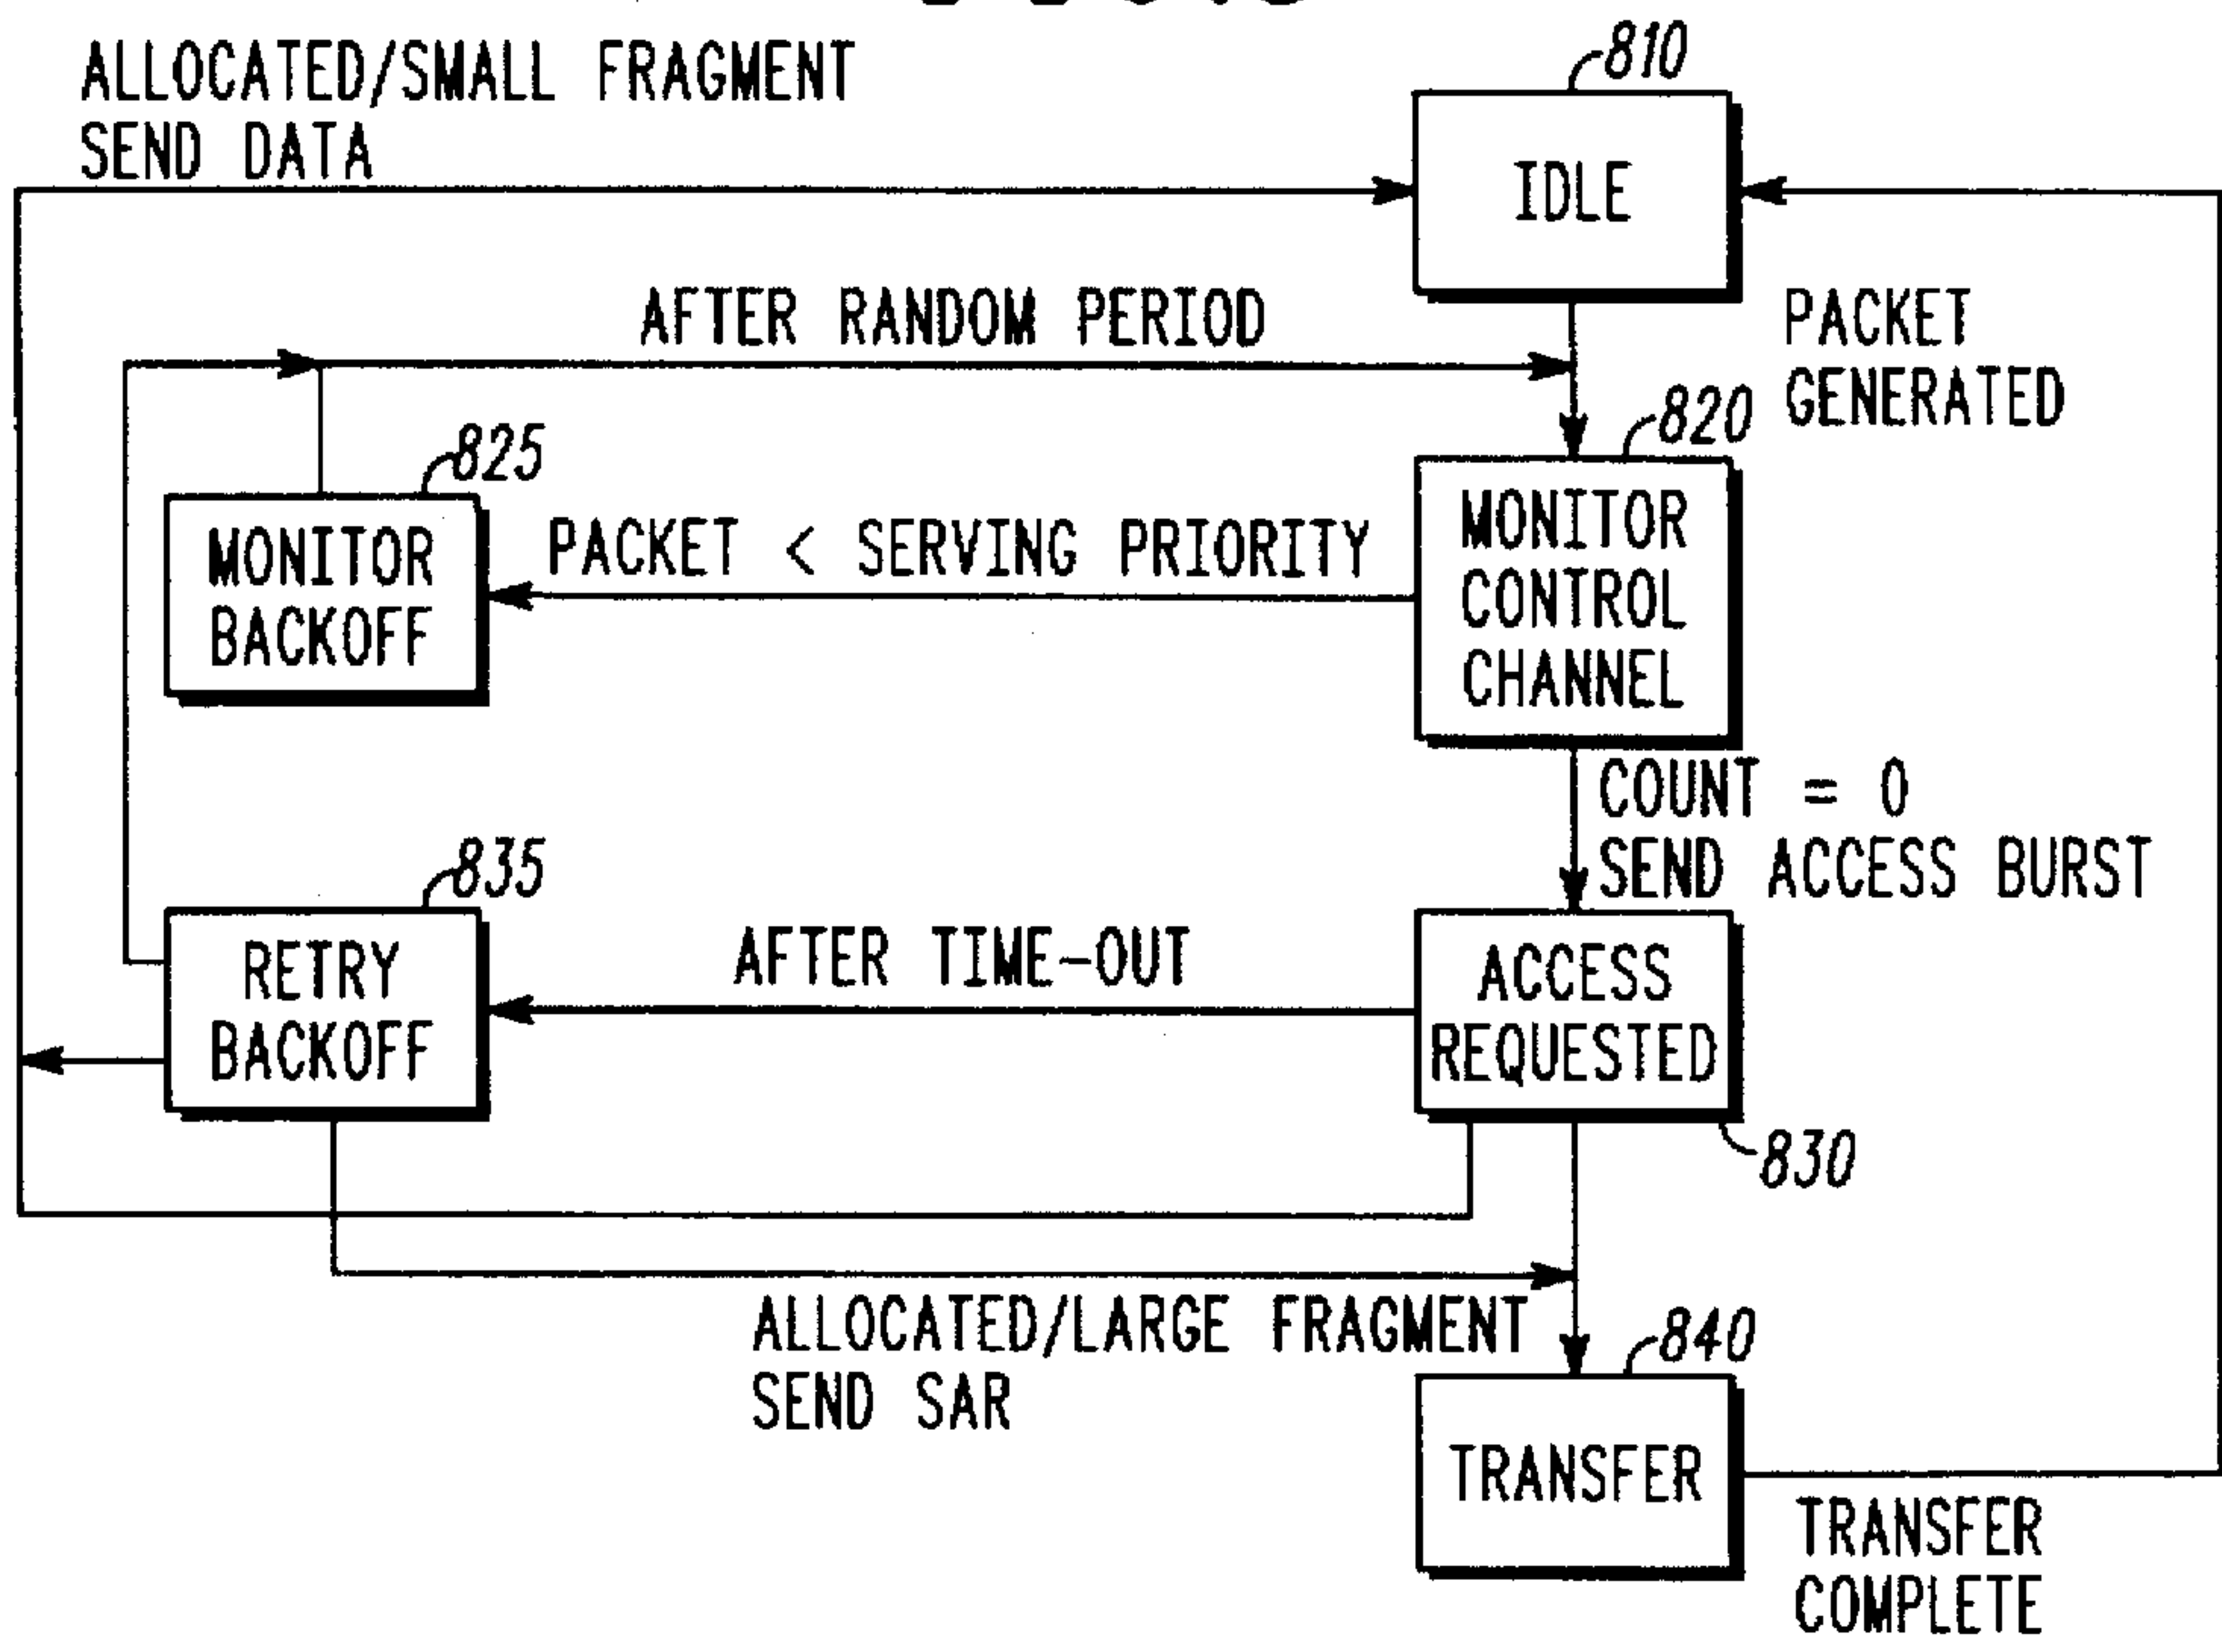 ALLOCATED/SMALL FRAGMENT
SEND DATA
810
IDLE
AFTER RANDOM PERIOD
PACKET
GENERATED
820
825
MONITOR
BACKOFF
PACKET < SERVING PRIORITY
MONITOR
CONTROL
CHANNEL
COUNT = 0
SEND ACCESS BURST
835
RETRY
BACKOFF
AFTER TIME-OUT
ACCESS
REQUESTED
830
ALLOCATED/LARGE FRAGMENT
SEND SAR
840
TRANSFER
TRANSFER
COMPLETE